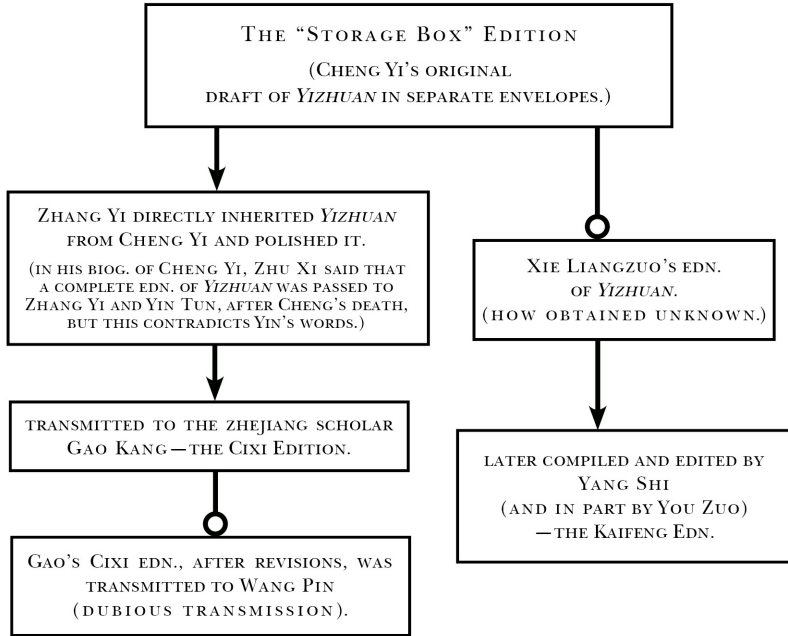 The “Storage Box” Edition
(Cheng Yi’s original
draft of Yizhuan in separate envelopes.)
Zhang Yi directly inherited Yizhuan
from Cheng Yi and polished it.
(in his biog. of Cheng Yi, Zhu Xi said that
a complete edn. of Yizhuan was passed to
Zhang Yi and Yin Tun, after Cheng’s death,
but this contradicts Yin’s words.)
transmitted to the zhejiang scholar
Gao Kang—the Cixi Edition.
Gao’s Cixi edn., after revisions, was
transmitted to Wang Pin
(dubious transmission).
Xie Liangzuo’s edn.
of Yizhuan.
(how obtained unknown.)
later compiled and edited by
Yang Shi
(and in part by You Zuo)
—the Kaifeng Edn.